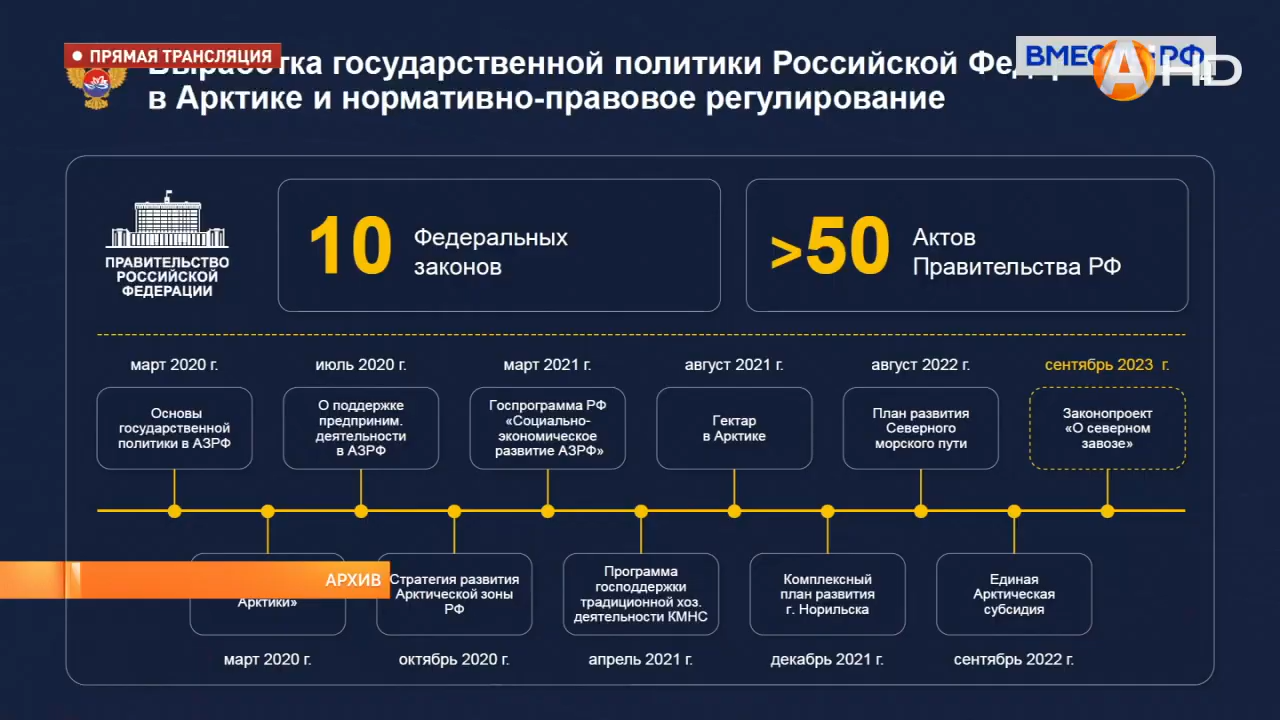 ПРЯМАЯ ТРАНСЛЯЦИЯ
HD
государственной политики Российской
в Арктике и нормативно-правовое регулирование
ПРАВИТЕЛЬСТВО
РОССИЙСКОЙ
ФЕДЕРАЦИИ
10 Федеральных
законов
>50 Актов
Правительства РФ
март 2020 г.
июль 2020 г.
март 2021 г.
август 2021 г.
август 2022 г.
сентябрь 2023 г.
Основы
государственной
политики в АЗРФ
О поддержке
предприним.
деятельности
в АЗРФ
Госпрограмма РФ
«Социально-
экономическое
развитие АЗРФ»
Гектар
в Арктике
План развития
Северного
морского пути
Законопроект
«О северном
завозе»
АРХИВ
Арктики»
Стратегия развития
Арктической зоны
РФ
Программа
господдержки
традиционной хоз.
деятельности КМНС
Комплексный
план развития
г. Норильска
Единая
Арктическая
субсидия
март 2020 г.
октябрь 2020 г.
апрель 2021 г.
декабрь 2021 г.
сентябрь 2022 г.